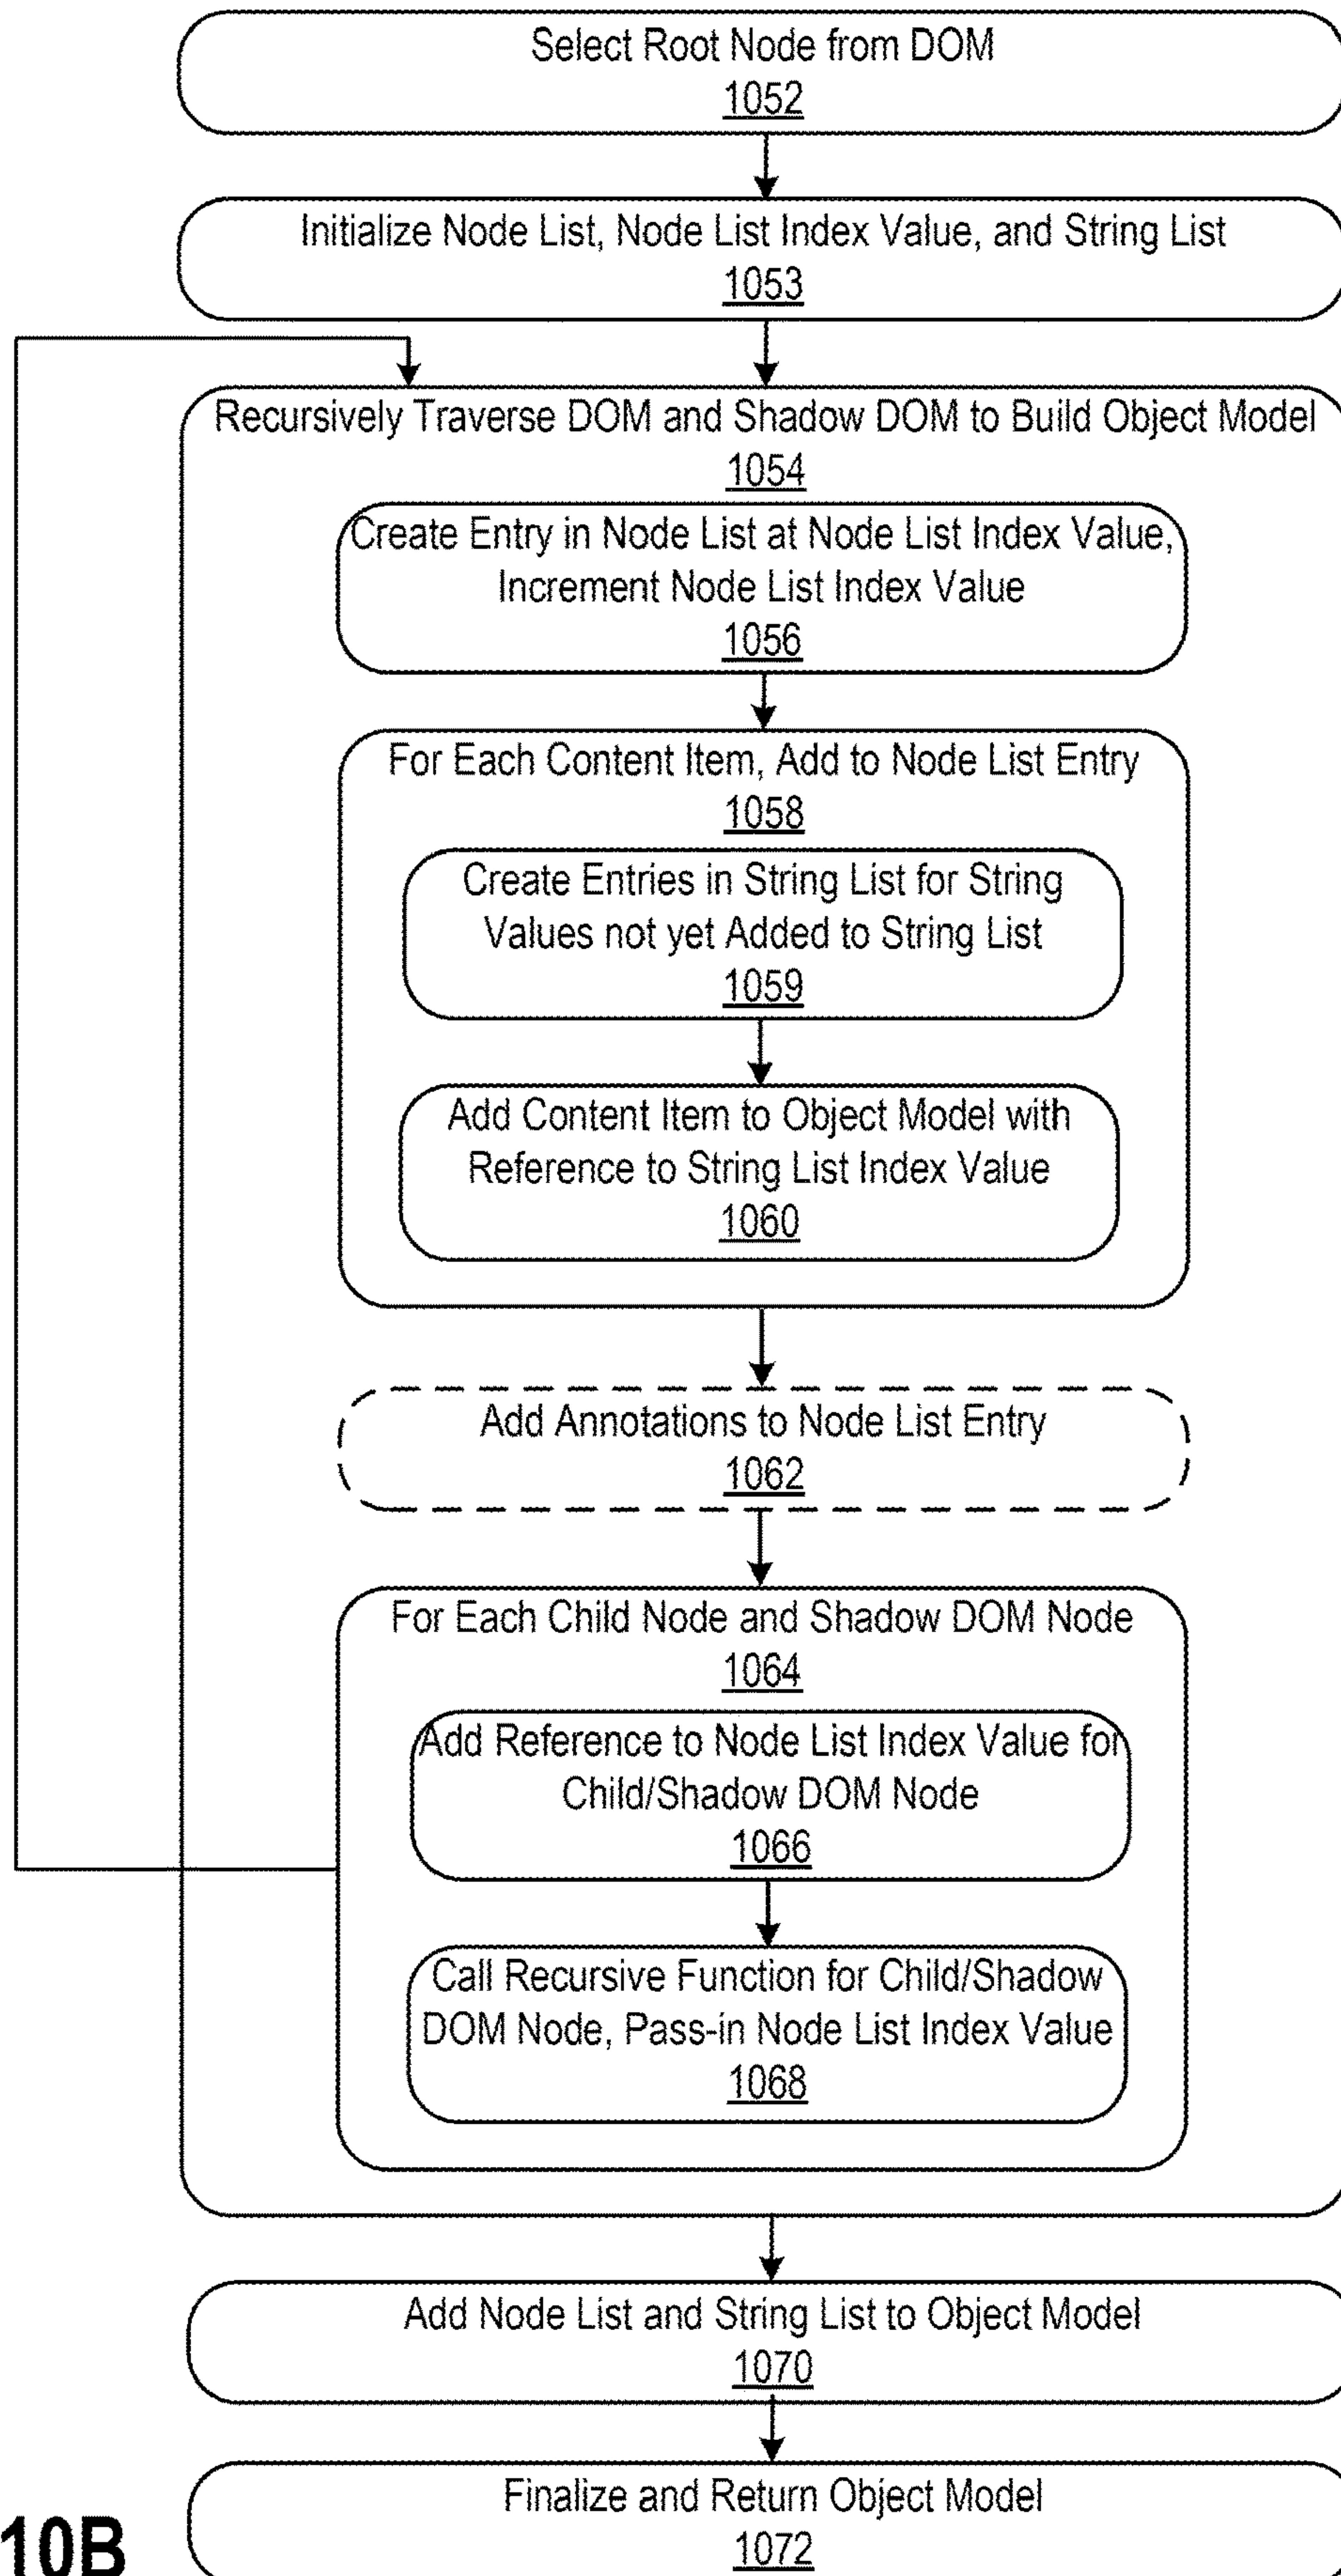 Select Root Node from DOM
1052
Initialize Node List, Node List Index Value, and String List
1053
Recursively Traverse DOM and Shadow DOM to Build Object Model
1054
Create Entry in Node List at Node List Index Value,
Increment Node List Index Value
1056
For Each Content Item, Add to Node List Entry
1058
Create Entries in String List for String
Values not yet Added to String List
1059
Add Content Item to Object Model with
Reference to String List Index Value
1060
Add Annotations to Node List Entry
1062
For Each Child Node and Shadow DOM Node
1064
Add Reference to Node List Index Value for
Child/Shadow DOM Node
1066
Call Recursive Function for Child/Shadow
DOM Node, Pass-in Node List Index Value
1068
Add Node List and String List to Object Model
1070
Finalize and Return Object Model
1072
10B